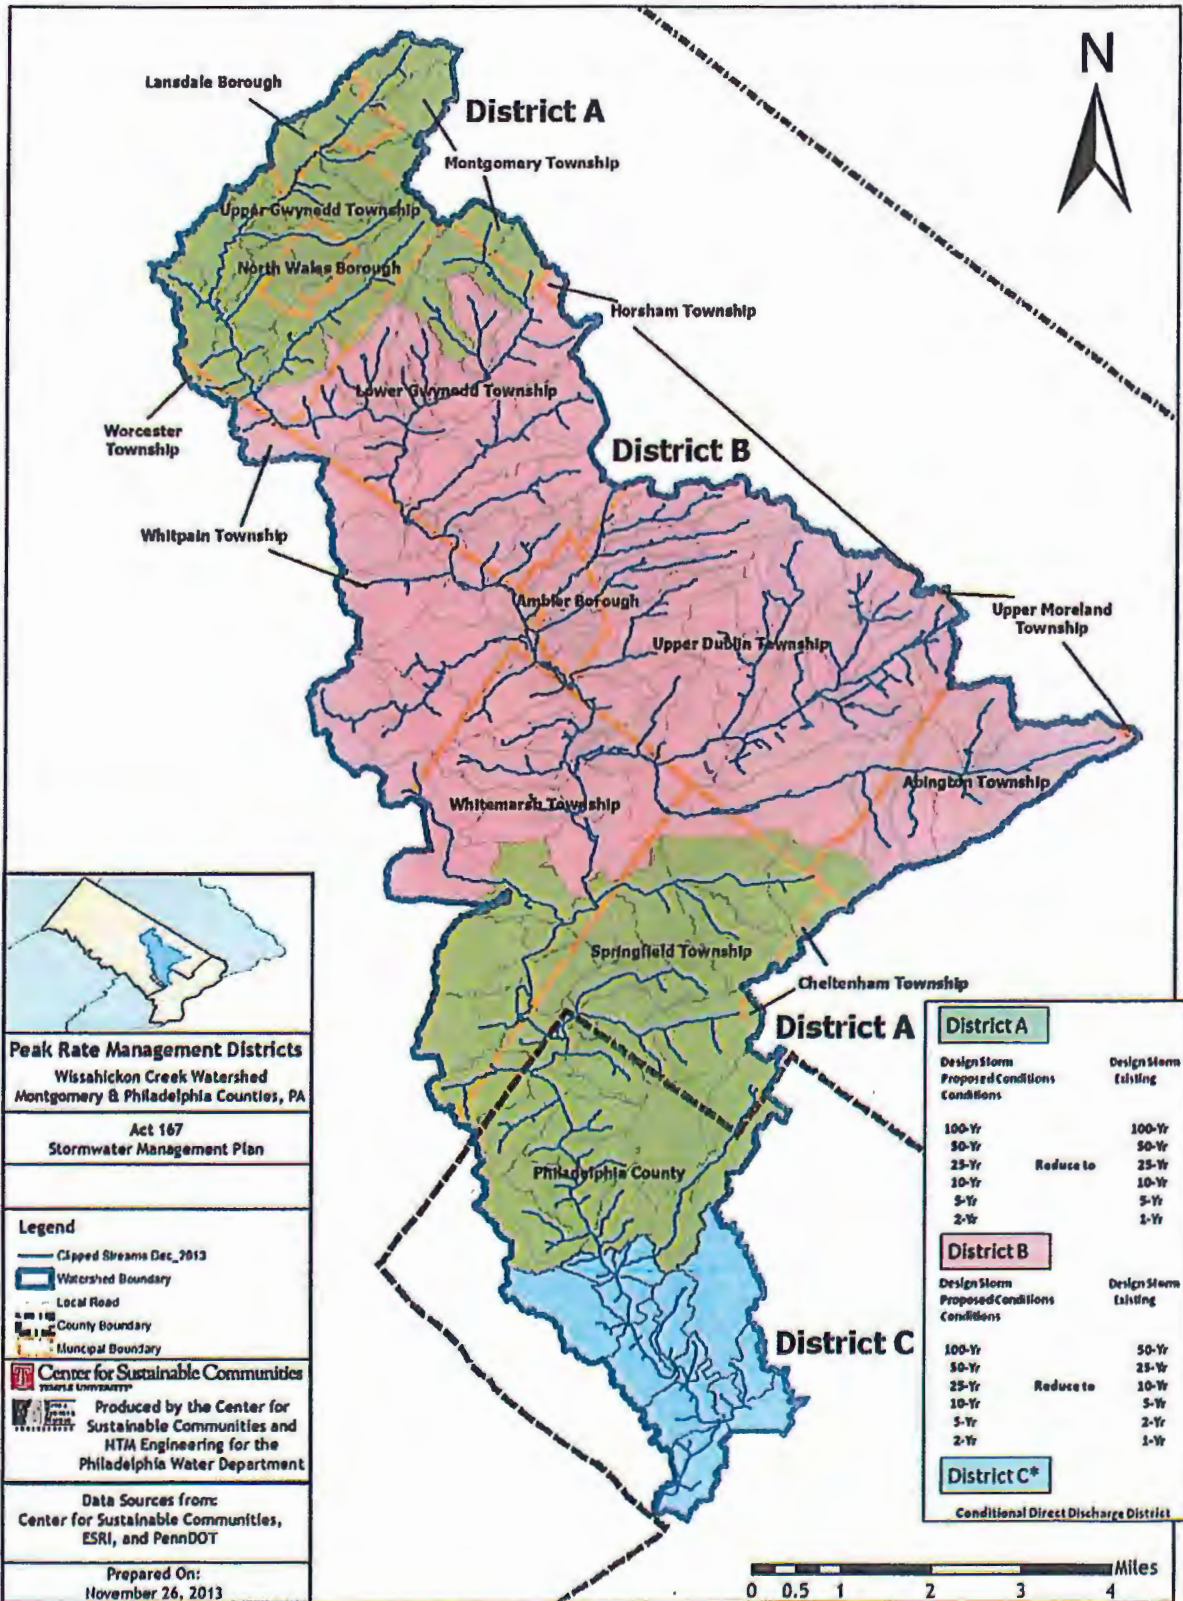 N
Lansdale Borough
District A
Montgomery Township
Upper Gwynedd Township
North Wales Borough
Horsham Township
Lower Gwynedd Township
Worcester
Township
District B
Whitpain Township
Ambler Borough
Upper Moreland
Township
Upper Dublin Township
Abington Township
Whitemarsh Township
Springfield Township
Cheltenham Township
District A
Philadelphia County
District C
Peak Rate Management Districts
Wissahickon Creek Watershed
Montgomery & Philadelphia Counties, PA
Act 167
Stormwater Management Plan
Legend
Clipped Streams Dec_2013
Watershed Boundary
Local Road
County Boundary
Muncipal Boundary
Center for Sustainable Communities
TEMPLE UNIVERSITY
Produced by the Center for
Sustainable Communities and
NTM Engineering for the
Philadelphia Water Department
Data Sources from:
Center for Sustainable Communities,
ESRI, and PennDOT
Prepared On:
November 26, 2013
District A
Design Storm Design Storm
Proposed Conditions Existing
Conditions
100-Yr 100-Yr
50-Yr 50-Yr
25-Yr Reduce to 25-Yr
10-Yr 10-Yr
5-Yr 5-Yr
2-Yr 1-Yr
District B
Design Storm Design Storm
Proposed Conditions Existing
Conditions
100-Yr 50-Yr
50-Yr 25-Yr
25-Yr Reduce to 10-Yr
10-Yr 5-Yr
5-Yr 2-Yr
2-Yr 1-Yr
District C*
Conditional Direct Discharge District
Miles
0 0.5 1 2 3 4